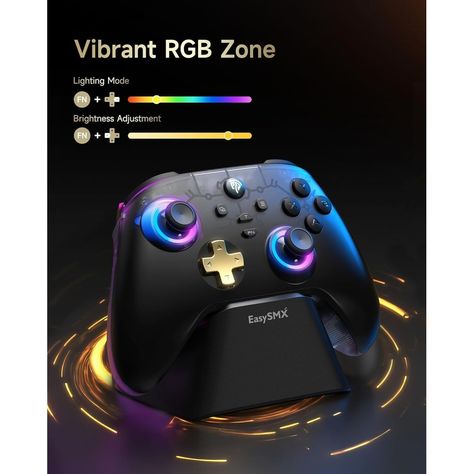 Vibrant RGB Zone
Lighting Mode
FN +
Brightness Adjustment
FN +
EasySMX